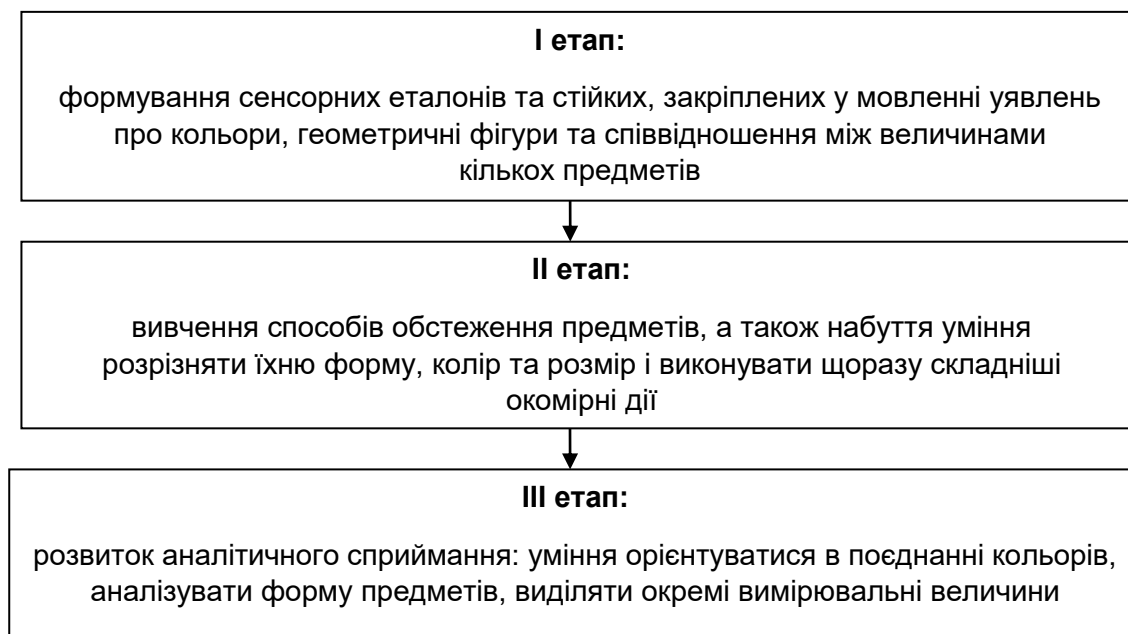 І етап:
формування сенсорних еталонів та стійких, закріплених у мовленні уявлень
про кольори, геометричні фігури та співвідношення між величинами
кількох предметів
ІІ етап:
вивчення способів обстеження предметів, а також набуття уміння
розрізняти їхню форму, колір та розмір і виконувати щоразу складніші
окомірні дії
ІІІ етап:
розвиток аналітичного сприймання: уміння орієнтуватися в поєднанні кольорів,
аналізувати форму предметів, виділяти окремі вимірювальні величини